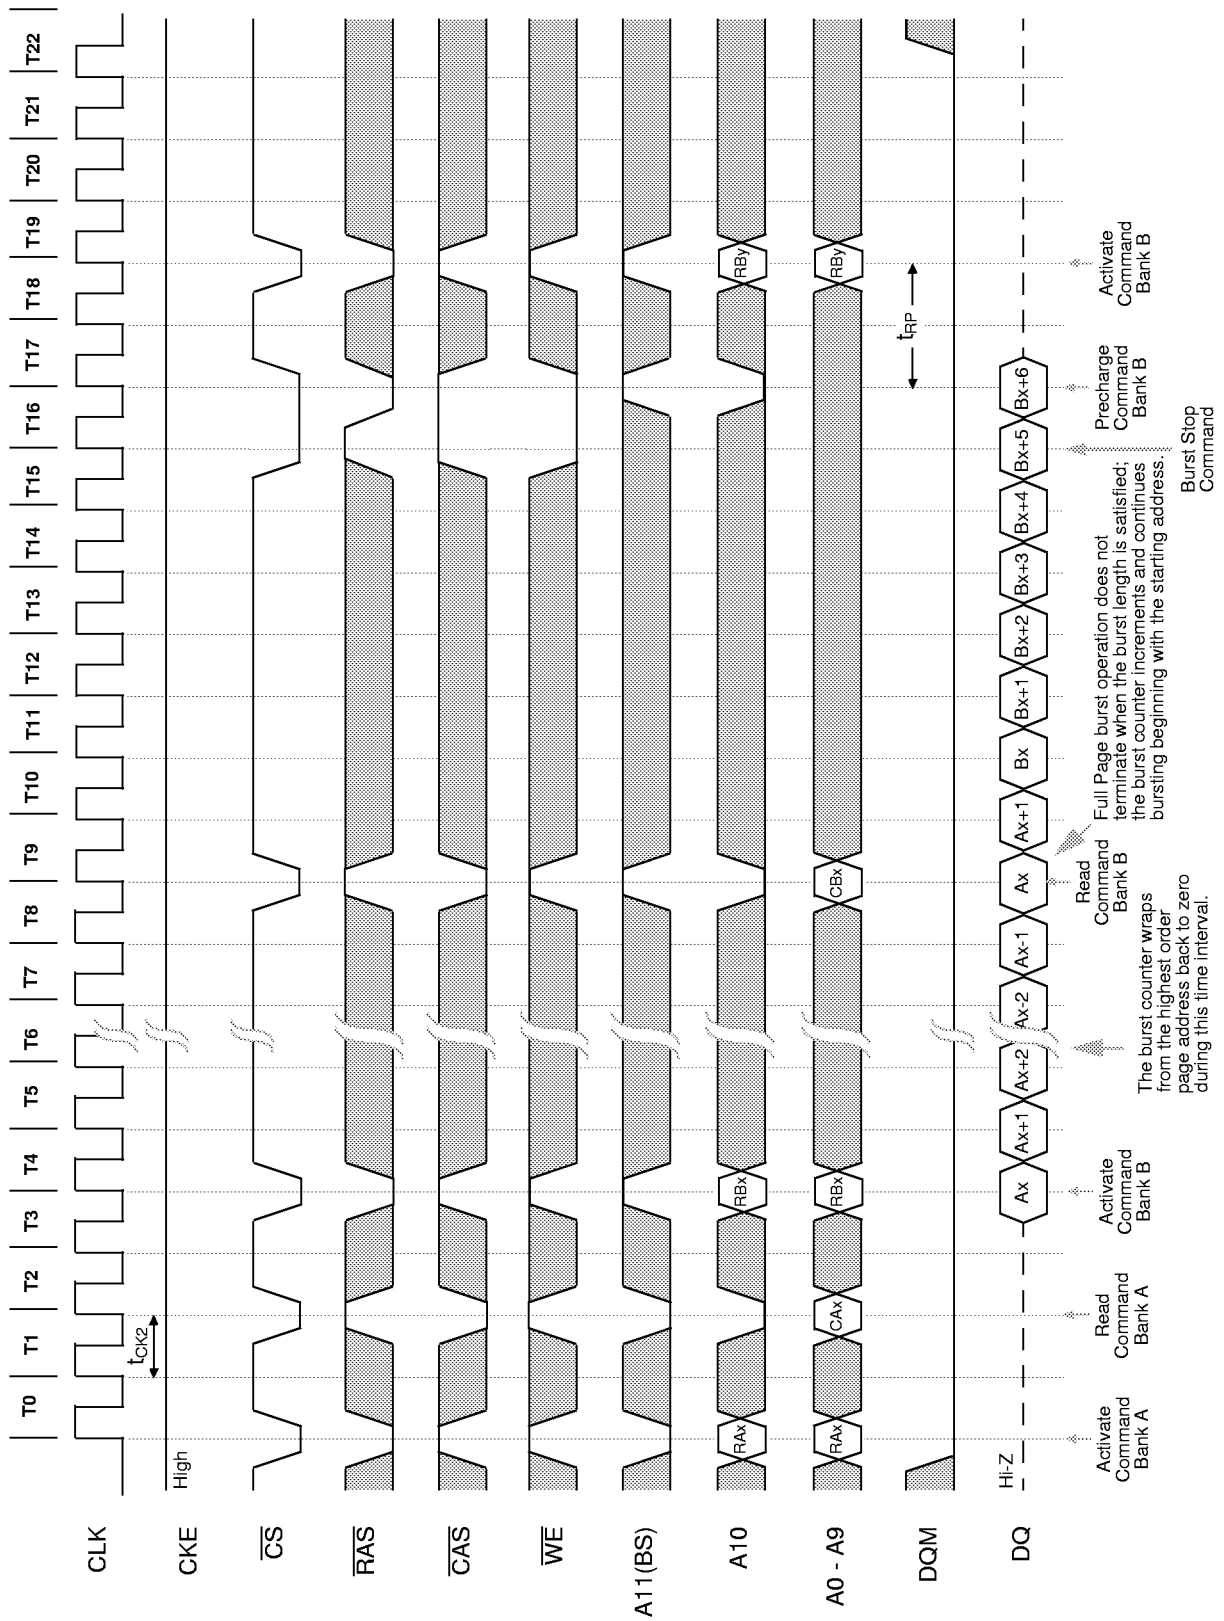 T0 T1 T2 T3 T4 T5 T6 T7 T8 T9 T10 T11 T12 T13 T14 T15 T16 T17 T18 T19 T20 T21 T22
CLK
tCK2
CKE
High
CS
RAS
CAS
WE
A11(BS)
A10
RAx RBx RBy
A0 - A9
RAx CAx RBx CBx RBy
DQM
tRP
DQ
Hi-Z
Ax Ax+1 Ax+2 Ax-2 Ax-1 Ax Ax+1 Bx Bx+1 Bx+2 Bx+3 Bx+4 Bx+5 Bx+6
Activate
Command
Bank A
Read
Command
Bank A
Activate
Command
Bank B
The burst counter wraps
from the highest order
page address back to zero
during this time interval.
Read
Command
Bank B
Full Page burst operation does not
terminate when the burst length is satisfied;
the burst counter increments and continues
bursting beginning with the starting address.
Burst Stop
Command
Precharge
Command
Bank B
Activate
Command
Bank B